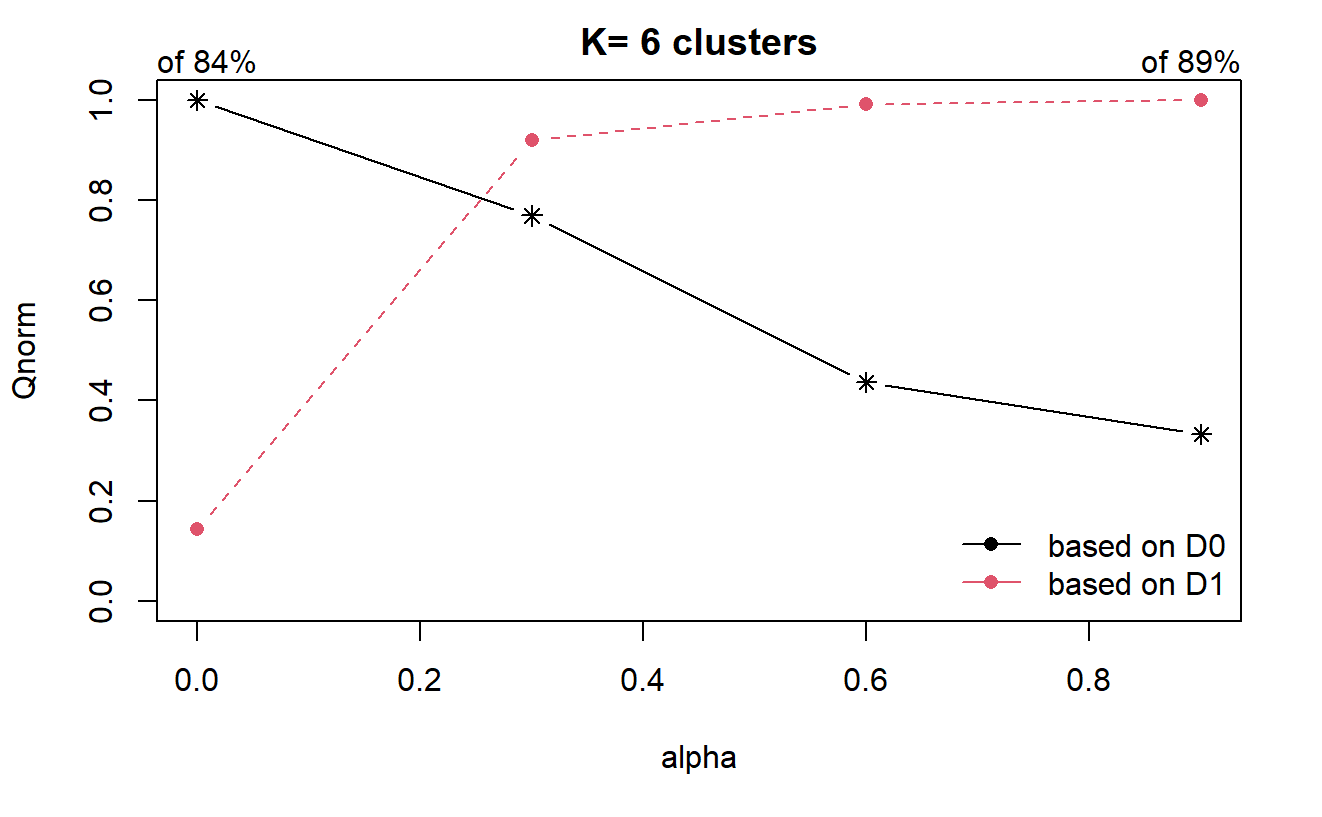 K= 6 clusters
of 84% of 89%
1.0
0.8
0.6
0.4
0.2
0.0
Qnorm
based on D0
based on D1
0.0 0.2 0.4 0.6 0.8
alpha